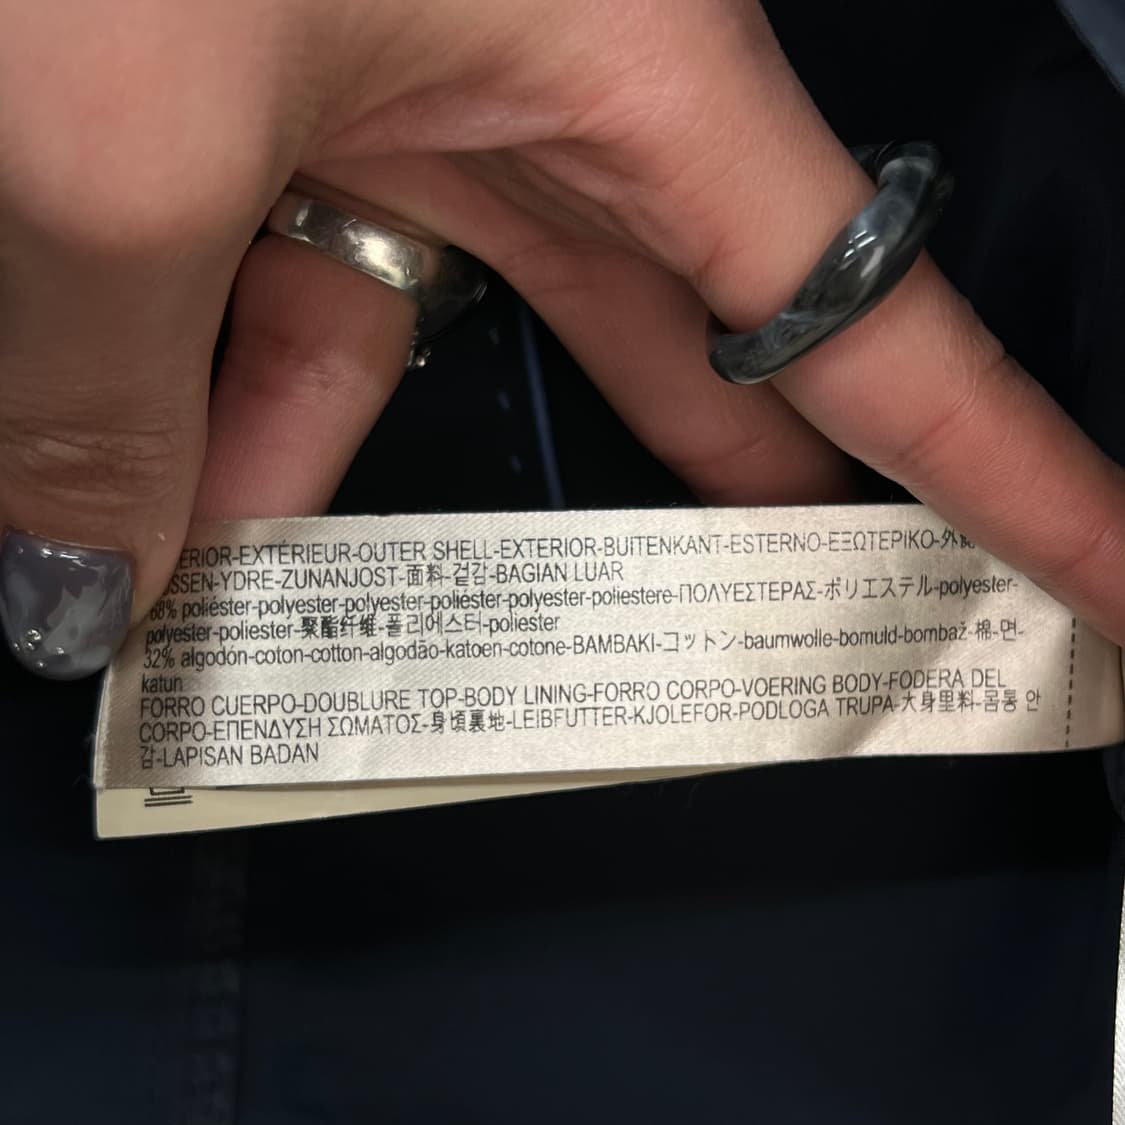 ERIOR-EXTÉRIEUR-OUTER SHELL-EXTERIOR-BUITENKANT-ESTERNO-ΕΞΩΤΕΡΙΚΟ-外
SSEN-YDRE-ZUNANJOST-面料-겉감-BAGIAN LUAR
68% poliéster-polyester-polyester-poliéster-polyester-poliestere-ΠΟΛΥΕΣΤΕΡΑΣ-ポリエステル-polyester-
polyester-poliester-聚酯纤维-폴리에스터-poliester
32% algodón-coton-cotton-algodão-katoen-cotone-BAMBAKI-コットン-baumwolle-bomuld-bombaž-棉-면-
katun
FORRO CUERPO-DOUBLURE TOP-BODY LINING-FORRO CORPO-VOERING BODY-FODERA DEL
CORPO-ΕΠΕΝΔΥΣΗ ΣΩΜΑΤΟΣ-身頃裏地-LEIBFUTTER-KJOLEFOR-PODLOGA TRUPA-大身里料-몸통 안
감-LAPISAN BADAN